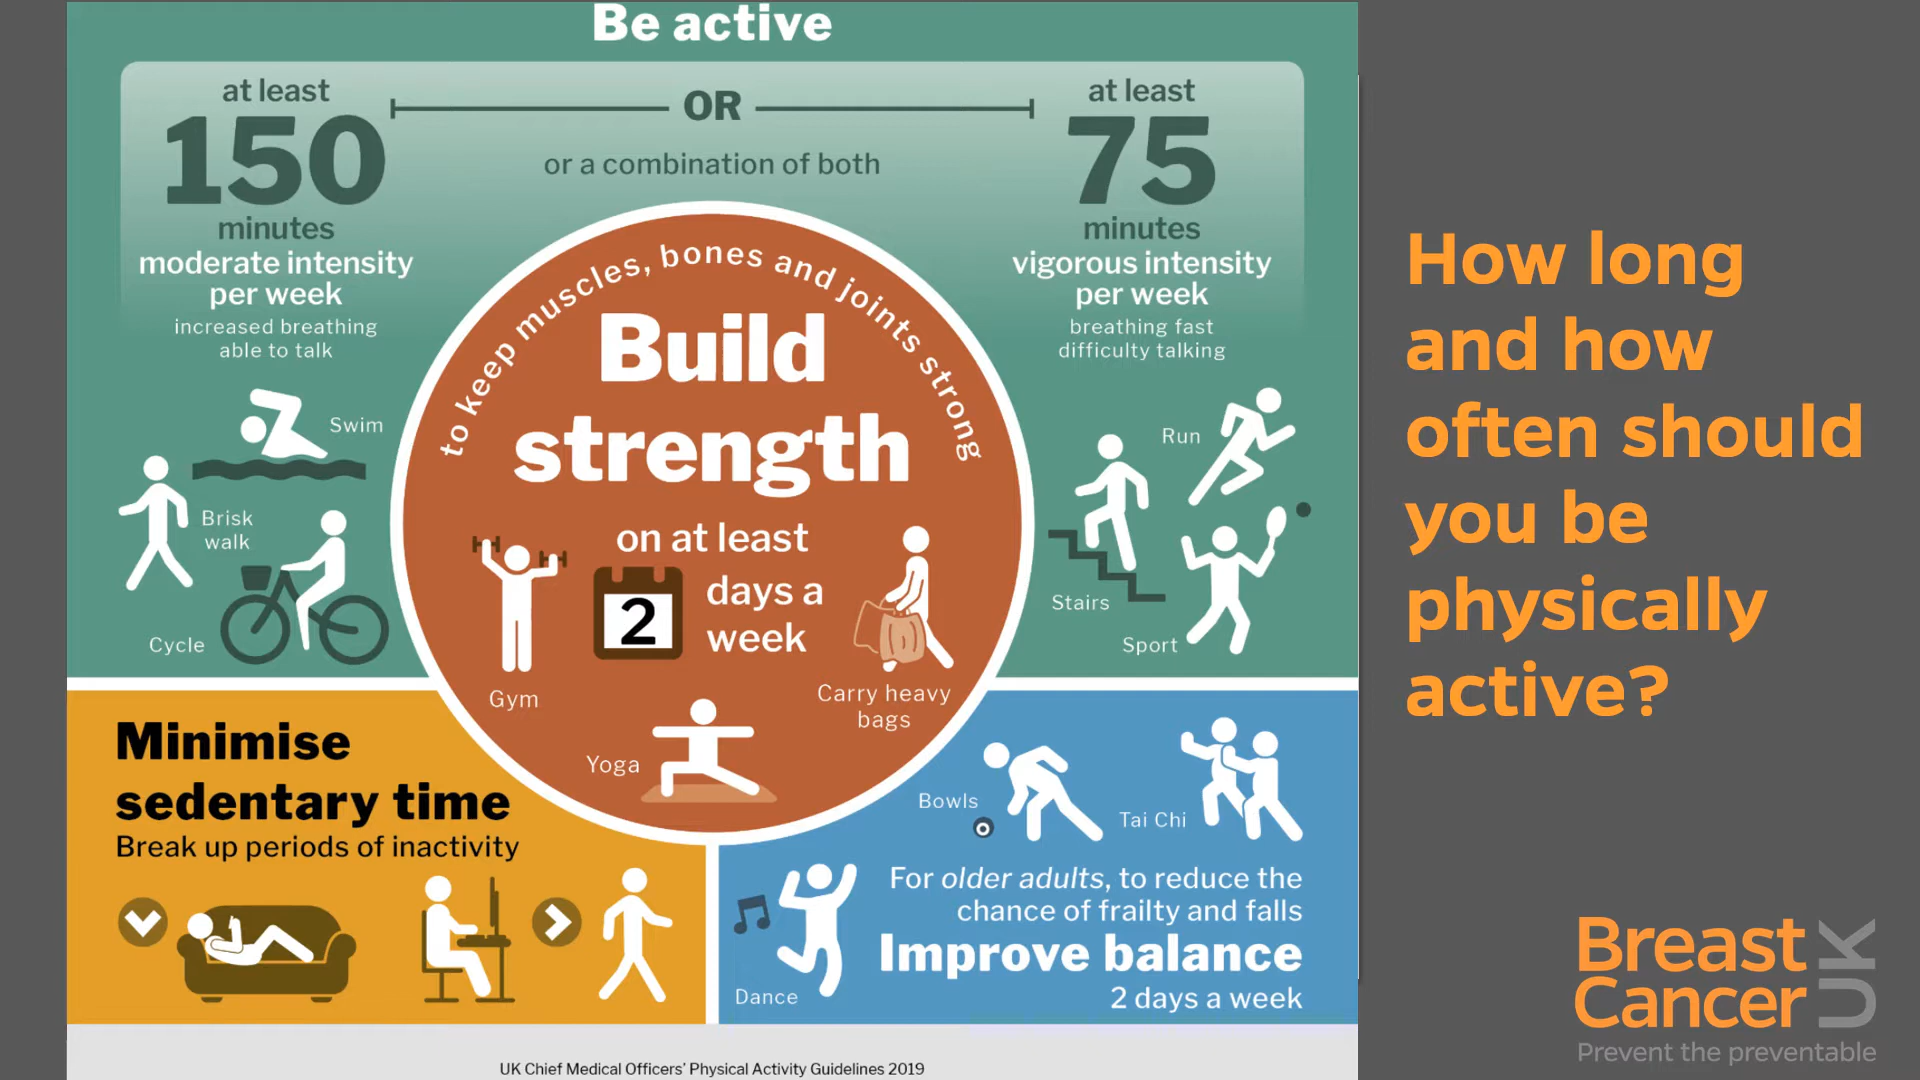 Be active
at least
150
minutes
moderate intensity
per week
increased breathing
able to talk
OR
or a combination of both
at least
75
minutes
vigorous intensity
per week
breathing fast
difficulty talking
Swim
Brisk
walk
Cycle
to keep muscles, bones and joints strong
Build
strength
on at least
2
days a
week
Gym
Yoga
Carry heavy
bags
Run
Stairs
Sport
Minimise
sedentary time
Break up periods of inactivity
Bowls
Tai Chi
Dance
For older adults, to reduce the
chance of frailty and falls
Improve balance
2 days a week
UK Chief Medical Officers' Physical Activity Guidelines 2019
How long
and how
often should
you be
physically
active?
Breast
Cancer
UK
Prevent the preventable